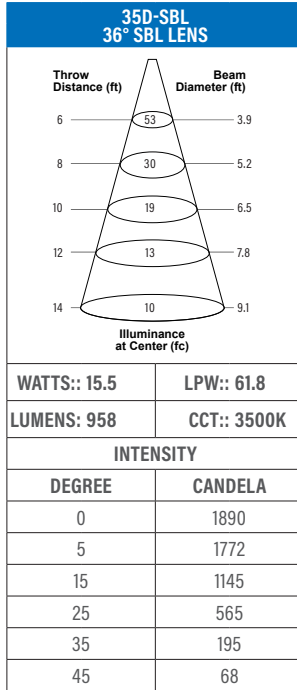 35D-SBL
36° SBL LENS
Throw Beam
Distance (ft) Diameter (ft)
6 53 3.9
8 30 5.2
10 19 6.5
12 13 7.8
14 10 9.1
Illuminance
at Center (fc)
WATTS:: 15.5 LPW:: 61.8
LUMENS: 958 CCT:: 3500K
INTENSITY
DEGREE CANDELA
0 1890
5 1772
15 1145
25 565
35 195
45 68